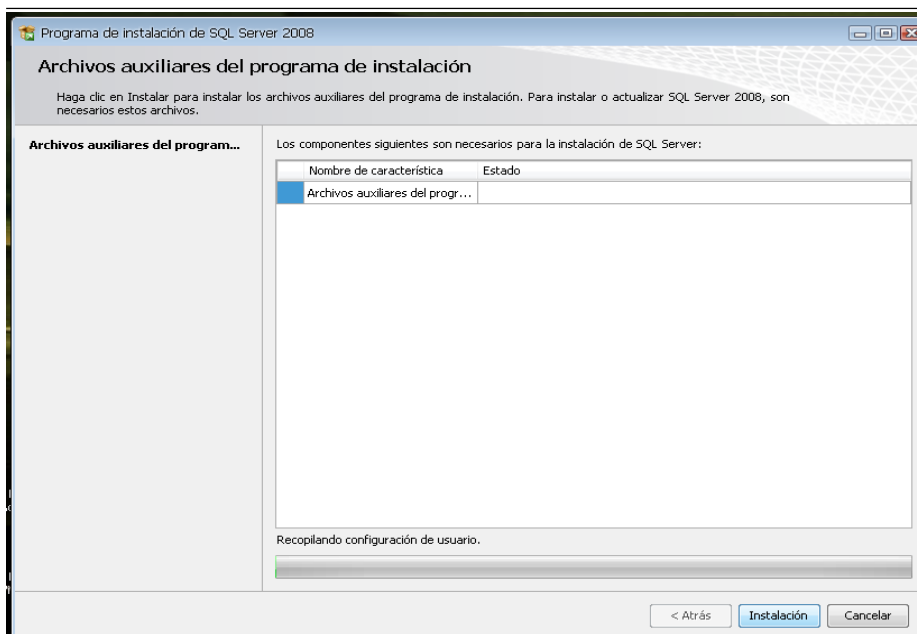 Programa de instalación de SQL Server 2008
Archivos auxiliares del programa de instalación
Haga clic en Instalar para instalar los archivos auxiliares del programa de instalación. Para instalar o actualizar SQL Server 2008, son
necesarios estos archivos.
Archivos auxiliares del program...
Los componentes siguientes son necesarios para la instalación de SQL Server:
Nombre de característica Estado
Archivos auxiliares del progr...
Recopilando configuración de usuario.
< Atrás Instalación Cancelar